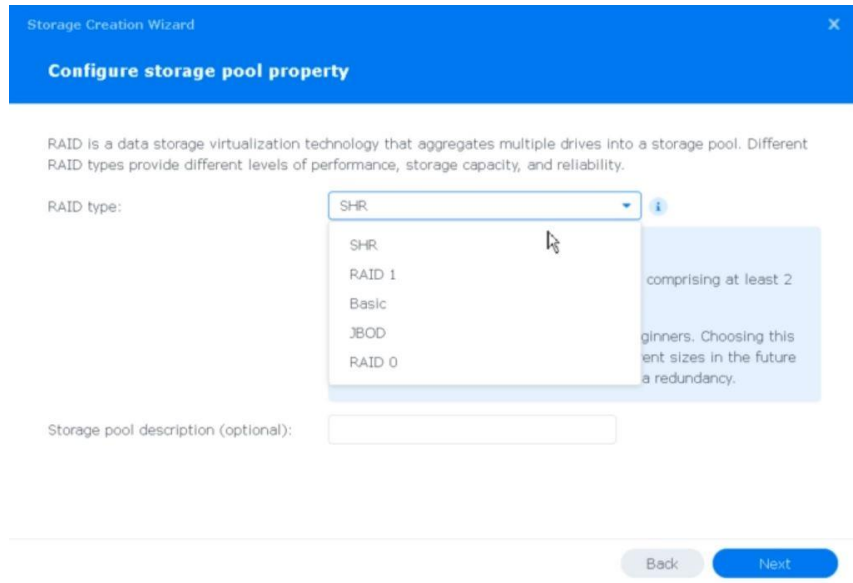 Storage Creation Wizard
Configure storage pool property
RAID is a data storage virtualization technology that aggregates multiple drives into a storage pool. Different
RAID types provide different levels of performance, storage capacity, and reliability.
RAID type:
SHR
i
SHR
RAID 1
Basic
JBOD
RAID 0
comprising at least 2
ginners. Choosing this
ent sizes in the future
a redundancy.
Storage pool description (optional):
Back
Next